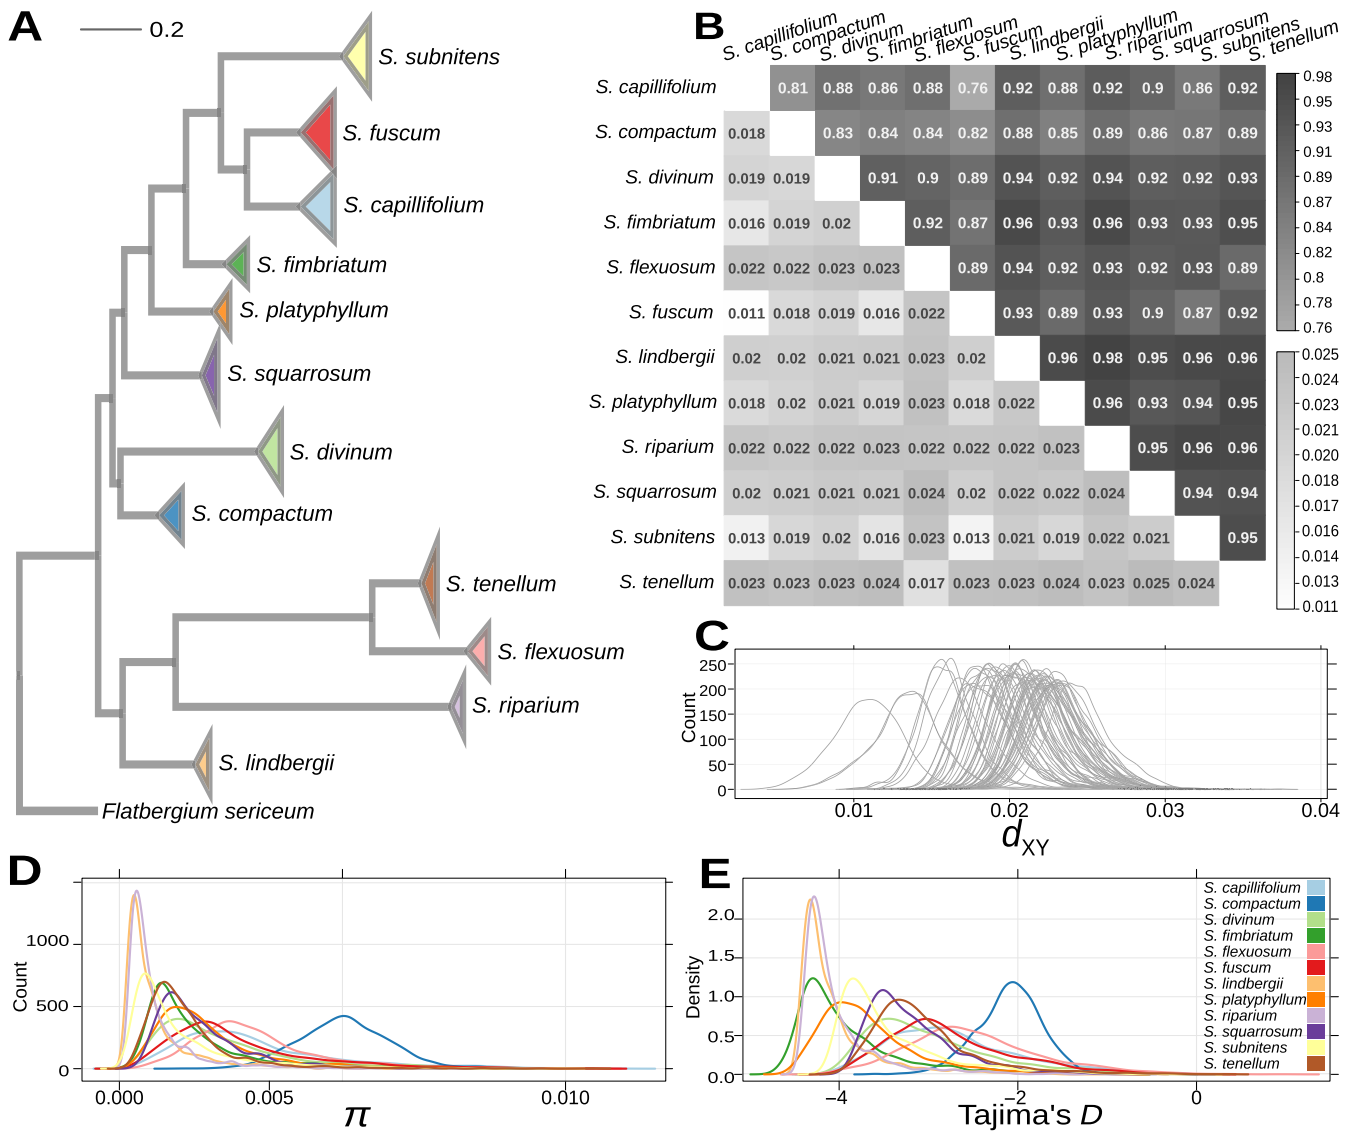 A
0.2
S. subnitens
S. fuscum
S. capillifolium
S. fimbriatum
S. platyphyllum
S. squarrosum
S. divinum
S. compactum
S. tenellum
S. flexuosum
S. riparium
S. lindbergii
Flatbergium sericeum
B
S. capillifolium
S. compactum
S. divinum
S. fimbriatum
S. flexuosum
S. fuscum
S. lindbergii
S. platyphyllum
S. riparium
S. squarrosum
S. subnitens
S. tenellum
S. capillifolium 0.81 0.88 0.86 0.88 0.76 0.92 0.88 0.92 0.9 0.86 0.92
S. compactum 0.018 0.83 0.84 0.84 0.82 0.88 0.85 0.89 0.86 0.87 0.89
S. divinum 0.019 0.019 0.91 0.9 0.89 0.94 0.92 0.94 0.92 0.92 0.93
S. fimbriatum 0.016 0.019 0.02 0.92 0.87 0.96 0.93 0.96 0.93 0.93 0.95
S. flexuosum 0.022 0.022 0.023 0.023 0.89 0.94 0.92 0.93 0.92 0.93 0.89
S. fuscum 0.011 0.018 0.019 0.016 0.022 0.93 0.89 0.93 0.9 0.87 0.92
S. lindbergii 0.02 0.02 0.021 0.021 0.023 0.02 0.96 0.98 0.95 0.96 0.96
S. platyphyllum 0.018 0.02 0.021 0.019 0.023 0.018 0.022 0.96 0.93 0.94 0.95
S. riparium 0.022 0.022 0.022 0.023 0.022 0.022 0.022 0.023 0.95 0.96 0.96
S. squarrosum 0.02 0.021 0.021 0.021 0.024 0.02 0.022 0.022 0.024 0.94 0.94
S. subnitens 0.013 0.019 0.02 0.016 0.023 0.013 0.021 0.019 0.022 0.021 0.95
S. tenellum 0.023 0.023 0.023 0.024 0.017 0.023 0.023 0.024 0.023 0.025 0.024
0.98
0.95
0.93
0.91
0.89
0.87
0.84
0.82
0.8
0.78
0.76
0.025
0.024
0.023
0.021
0.020
0.018
0.017
0.016
0.014
0.013
0.011
C
Count
250
200
150
100
50
0
0.01 0.02 0.03 0.04
dXY
D
Count
1000
500
0
0.000 0.005 0.010
π
E
Density
2.0
1.5
1.0
0.5
0.0
−4 −2 0
Tajima's D
S. capillifolium
S. compactum
S. divinum
S. fimbriatum
S. flexuosum
S. fuscum
S. lindbergii
S. platyphyllum
S. riparium
S. squarrosum
S. subnitens
S. tenellum